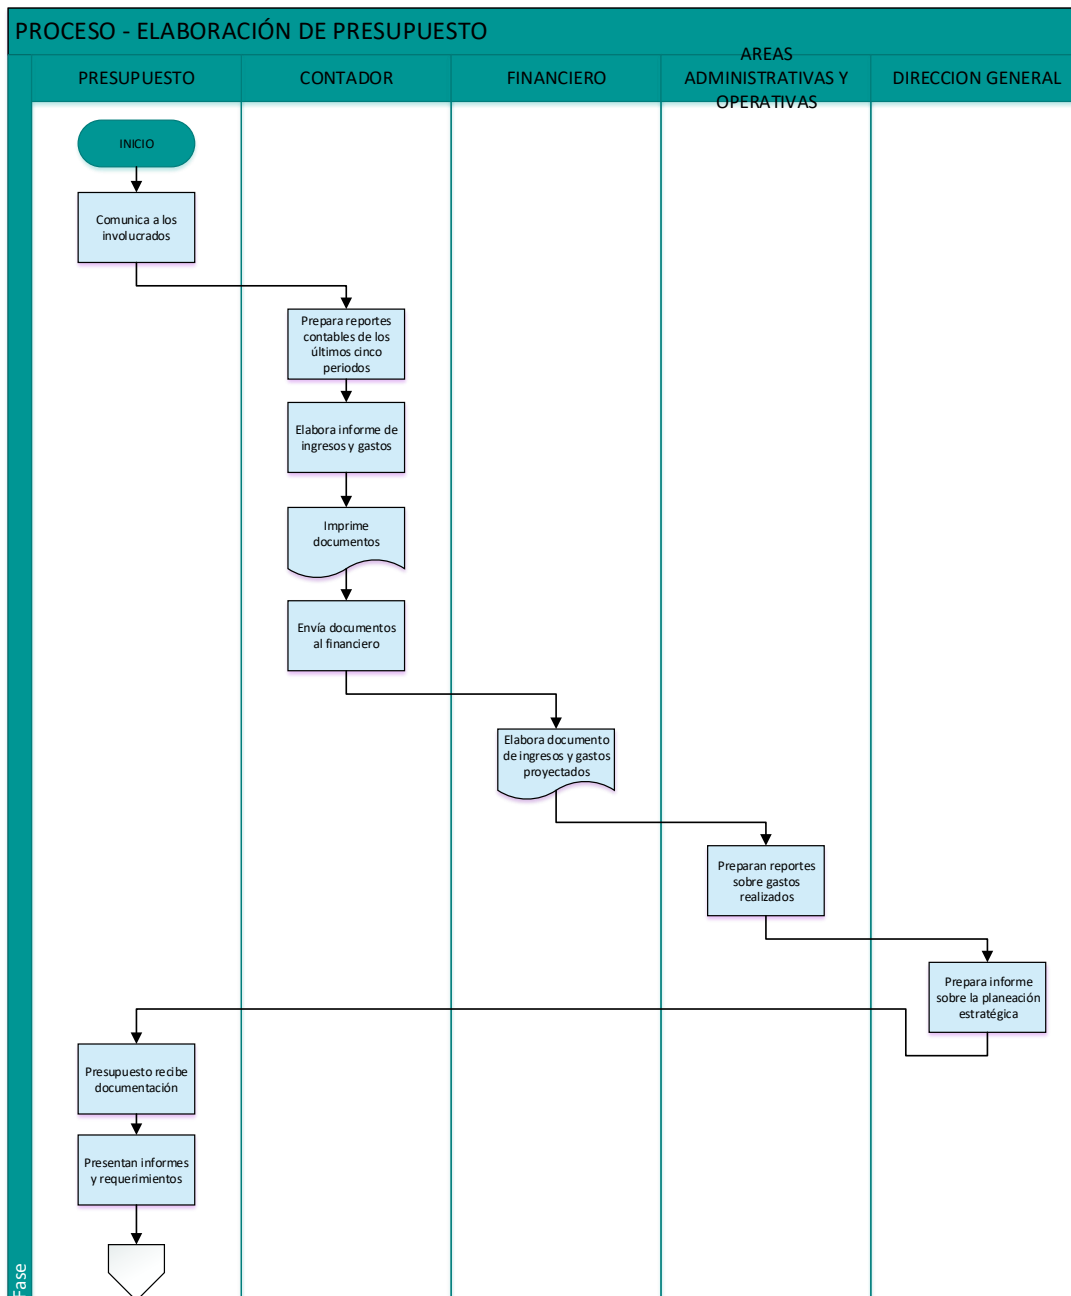 PROCESO - ELABORACIÓN DE PRESUPUESTO
PRESUPUESTO
CONTADOR
FINANCIERO
AREAS
ADMINISTRATIVAS Y
OPERATIVAS
DIRECCION GENERAL
INICIO
Comunica a los
involucrados
Prepara reportes
contables de los
últimos cinco
periodos
Elabora informe de
ingresos y gastos
Imprime
documentos
Envía documentos
al financiero
Elabora documento
de ingresos y gastos
proyectados
Preparan reportes
sobre gastos
realizados
Prepara informe
sobre la planeación
estratégica
Presupuesto recibe
documentación
Presentan informes
y requerimientos
Fase